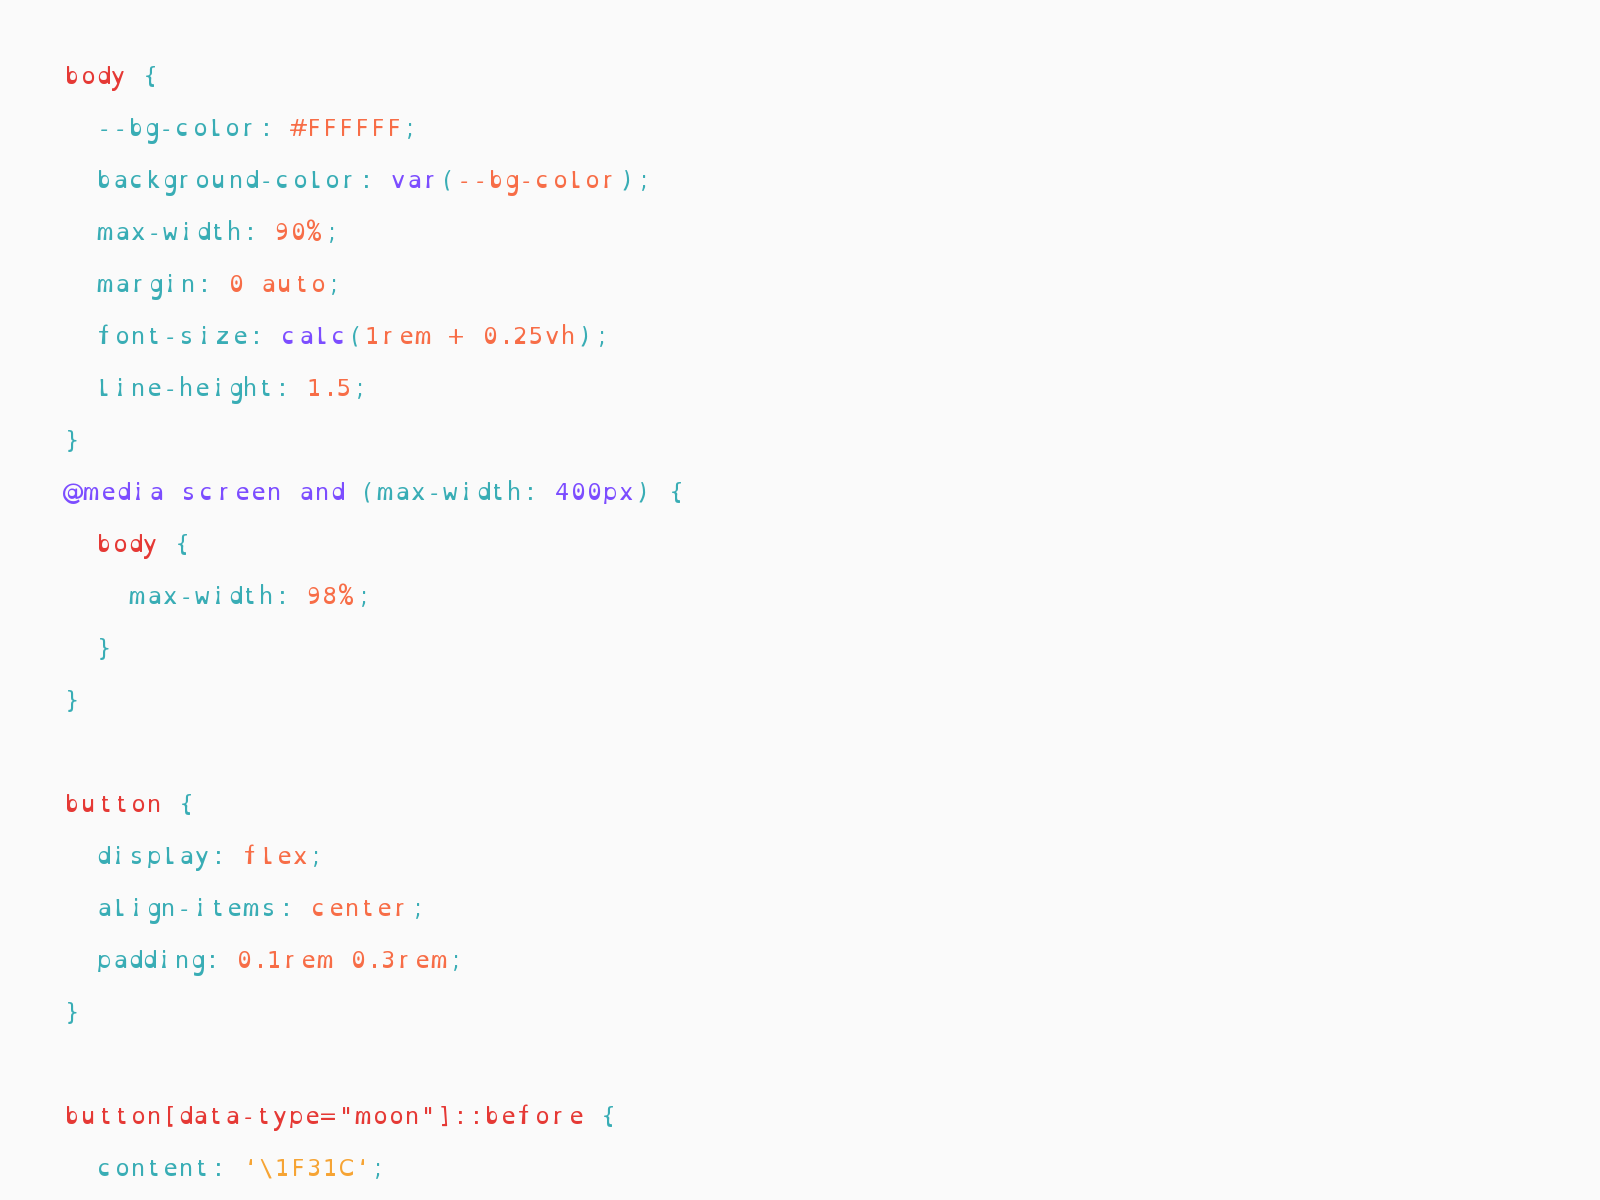 body {
  --bg-color: #FFFFFF;
  background-color: var(--bg-color);
  max-width: 90%;
  margin: 0 auto;
  font-size: calc(1rem + 0.25vh);
  line-height: 1.5;
}
@media screen and (max-width: 400px) {
  body {
    max-width: 98%;
  }
}

button {
  display: flex;
  align-items: center;
  padding: 0.1rem 0.3rem;
}

button[data-type="moon"]::before {
  content: ‘\1F31C‘;